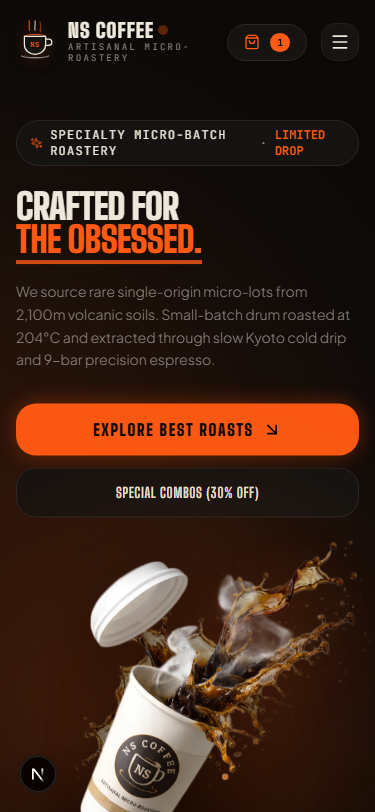 NS COFFEE
ARTISANAL MICRO-
ROASTERY
NS
1
SPECIALTY MICRO-BATCH
ROASTERY
·
LIMITED
DROP
CRAFTED FOR
THE OBSESSED.
We source rare single-origin micro-lots from
2,100m volcanic soils. Small-batch drum roasted at
204°C and extracted through slow Kyoto cold drip
and 9–bar precision espresso.
EXPLORE BEST ROASTS
SPECIAL COMBOS (30% OFF)
NS COFFEE
NS
ARTISANAL MICRO-ROASTERY
N